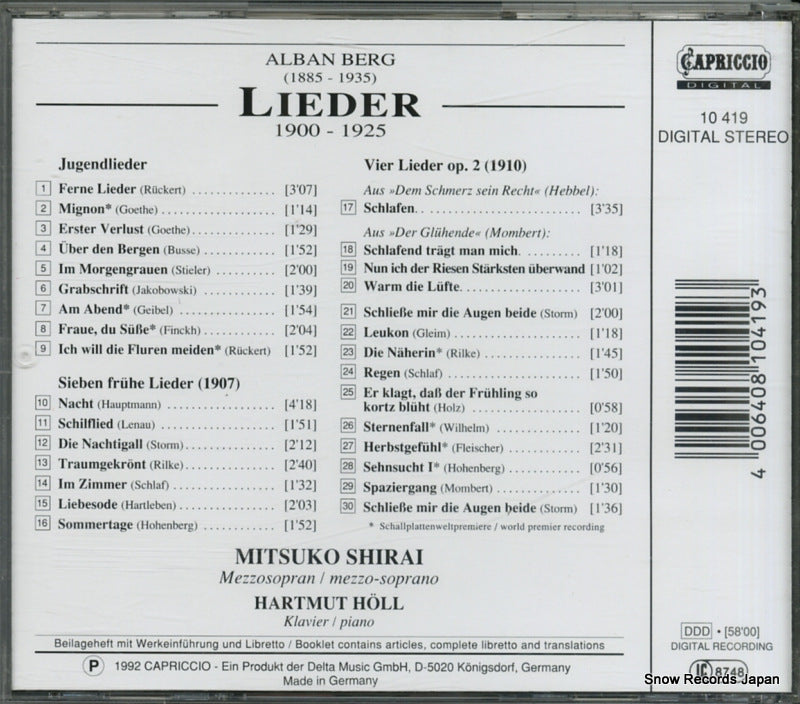 ALBAN BERG
(1885 - 1935)
LIEDER
1900 - 1925
Jugendlieder
1 Ferne Lieder (Rückert) .............. [3'07]
2 Mignon* (Goethe) .............. [1'14]
3 Erster Verlust (Goethe) .............. [1'29]
4 Über den Bergen (Busse) .............. [1'52]
5 Im Morgengrauen (Stieler) .............. [2'00]
6 Grabschrift (Jakobowski) .............. [1'39]
7 Am Abend* (Geibel) .............. [1'54]
8 Fraue, du Süße* (Finckh) .............. [2'04]
9 Ich will die Fluren meiden* (Rückert) [1'52]
Sieben frühe Lieder (1907)
10 Nacht (Hauptmann) .............. [4'18]
11 Schilflied (Lenau) .............. [1'51]
12 Die Nachtigall (Storm) .............. [2'12]
13 Traumgekrönt (Rilke) .............. [2'40]
14 Im Zimmer (Schlaf) .............. [1'32]
15 Liebesode (Hartleben) .............. [2'03]
16 Sommertage (Hohenberg) .............. [1'52]
Vier Lieder op. 2 (1910)
Aus »Dem Schmerz sein Recht« (Hebbel):
17 Schlafen .............. [3'35]
Aus »Der Glühende« (Mombert):
18 Schlafend trägt man mich .............. [1'18]
19 Nun ich der Riesen Stärksten überwand [1'02]
20 Warm die Lüfte .............. [3'01]
21 Schließe mir die Augen beide (Storm) [2'00]
22 Leukon (Gleim) .............. [1'18]
23 Die Näherin* (Rilke) .............. [1'45]
24 Regen (Schlaf) .............. [1'50]
25 Er klagt, daß der Frühling so
kortz blüht (Holz) .............. [0'58]
26 Sternenfall* (Wilhelm) .............. [1'20]
27 Herbstgefühl* (Fleischer) .............. [2'31]
28 Sehnsucht I* (Hohenberg) .............. [0'56]
29 Spaziergang (Mombert) .............. [1'30]
30 Schließe mir die Augen beide (Storm) [1'36]
* Schallplattenweltpremiere / world premier recording
MITSUKO SHIRAI
Mezzosopran / mezzo-soprano
HARTMUT HÖLL
Klavier / piano
Beilageheft mit Werkeinführung und Libretto / Booklet contains articles, complete libretto and translations
P 1992 CAPRICCIO - Ein Produkt der Delta Music GmbH, D-5020 Königsdorf, Germany
Made in Germany
CAPRICCIO
DIGITAL
10 419
DIGITAL STEREO
4 006408 104193
DDD • [58'00]
DIGITAL RECORDING
LC 8748
Snow Records Japan